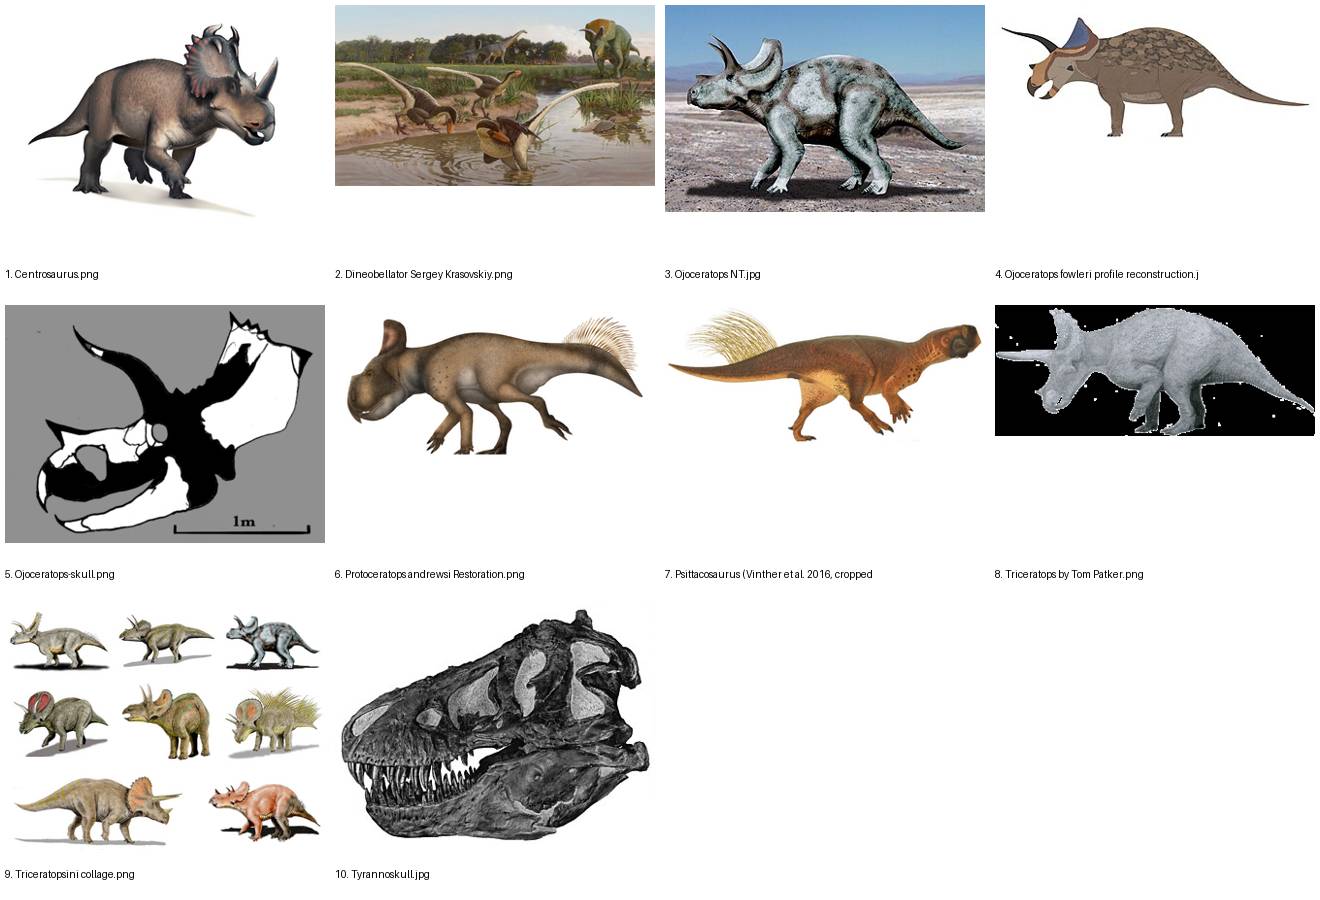 1. Centrosaurus.png
2. Dineobellator Sergey Krasovskiy.png
3. Ojoceratops NT.jpg
4. Ojoceratops fowleri profile reconstruction.j
1m
5. Ojoceratops-skull.png
6. Protoceratops andrewsi Restoration.png
7. Psittacosaurus (Vinther et al. 2016, cropped
8. Triceratops by Tom Patker.png
9. Triceratopsini collage.png
10. Tyrannoskull.jpg